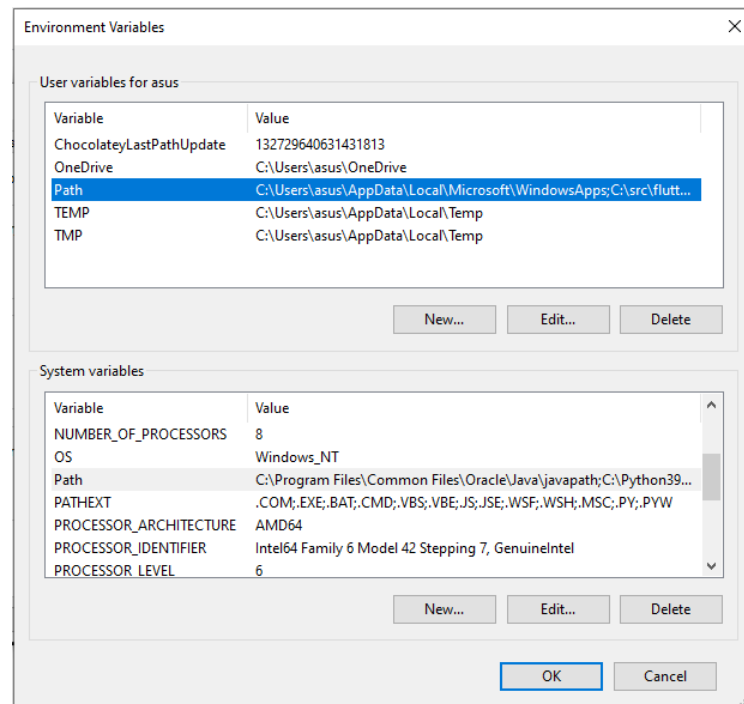 Environment Variables
User variables for asus
Variable Value
ChocolateyLastPathUpdate 132729640631431813
OneDrive C:\Users\asus\OneDrive
Path C:\Users\asus\AppData\Local\Microsoft\WindowsApps;C:\src\flutt...
TEMP C:\Users\asus\AppData\Local\Temp
TMP C:\Users\asus\AppData\Local\Temp
New... Edit... Delete
System variables
Variable Value
NUMBER_OF_PROCESSORS 8
OS Windows_NT
Path C:\Program Files\Common Files\Oracle\Java\javapath;C:\Python39...
PATHEXT .COM;.EXE;.BAT;.CMD;.VBS;.VBE;.JS;.JSE;.WSF;.WSH;.MSC;.PY;.PYW
PROCESSOR_ARCHITECTURE AMD64
PROCESSOR_IDENTIFIER Intel64 Family 6 Model 42 Stepping 7, GenuineIntel
PROCESSOR_LEVEL 6
New... Edit... Delete
OK Cancel